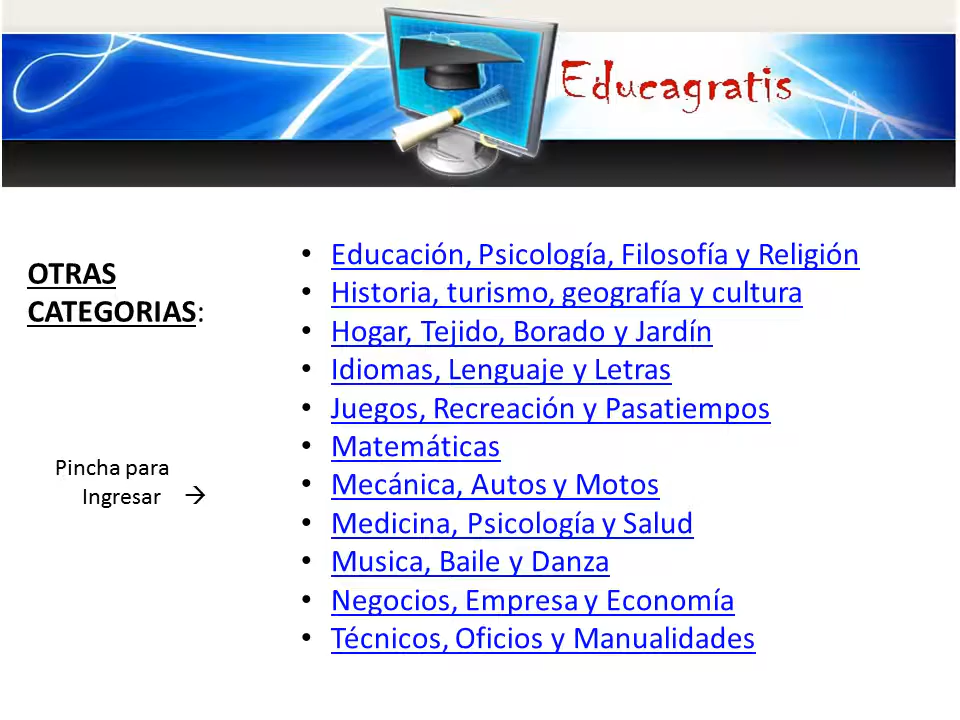 Educagratis
OTRAS
CATEGORIAS:
Pincha para
Ingresar →
• Educación, Psicología, Filosofía y Religión
• Historia, turismo, geografía y cultura
• Hogar, Tejido, Borado y Jardín
• Idiomas, Lenguaje y Letras
• Juegos, Recreación y Pasatiempos
• Matemáticas
• Mecánica, Autos y Motos
• Medicina, Psicología y Salud
• Musica, Baile y Danza
• Negocios, Empresa y Economía
• Técnicos, Oficios y Manualidades